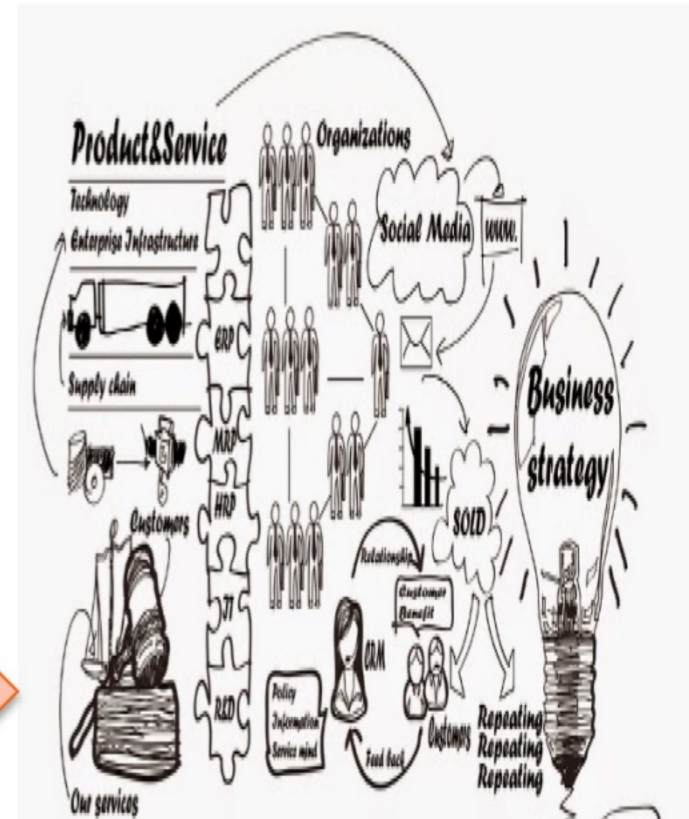 Product&Service
Technology
Enterprise Infrastructure
Supply chain
Customers
Our services
ERP
MRP
HRP
R&D
Organizations
Social Media
www.
SOLD
Relationship
Customer
Benefit
CRM
Policy
Information
Service mind
Feed back
Customers
Business
strategy
Repeating
Repeating
Repeating